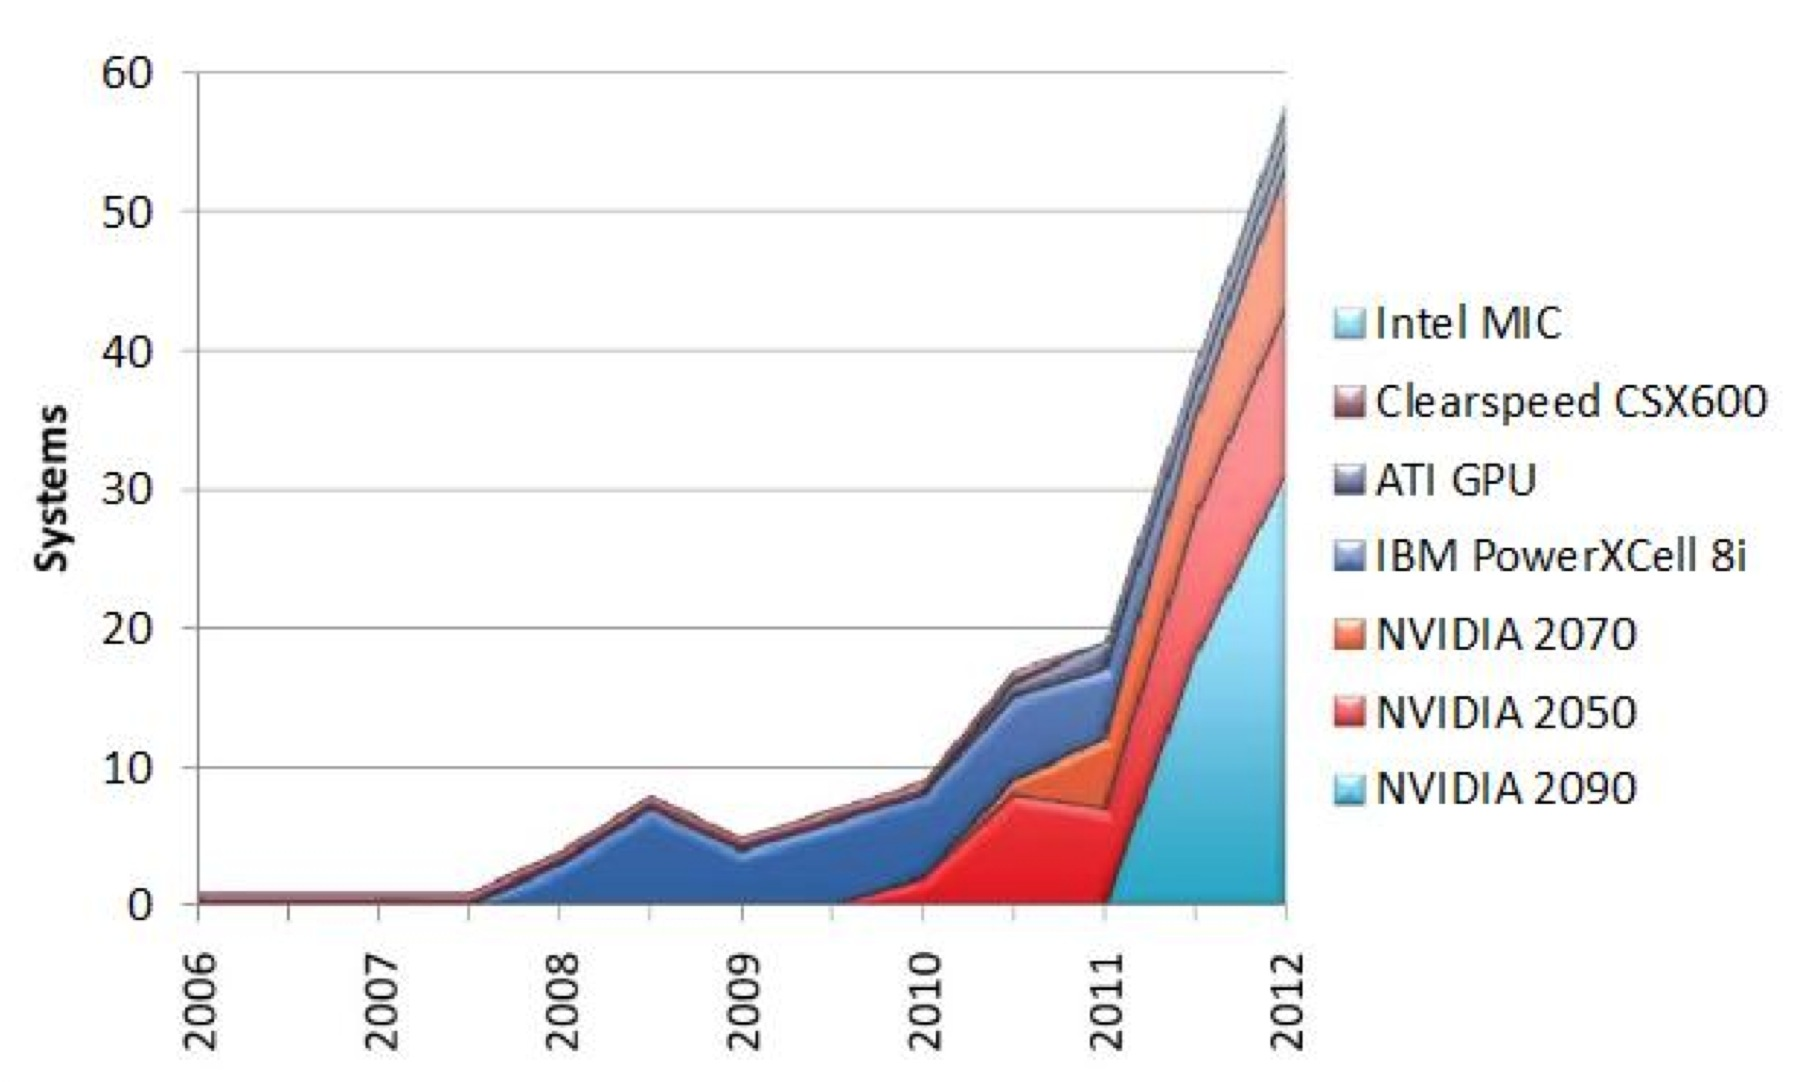 60
50
40
30
20
10
0
Systems
2006
2007
2008
2009
2010
2011
2012
Intel MIC
Clearspeed CSX600
ATI GPU
IBM PowerXCell 8i
NVIDIA 2070
NVIDIA 2050
NVIDIA 2090